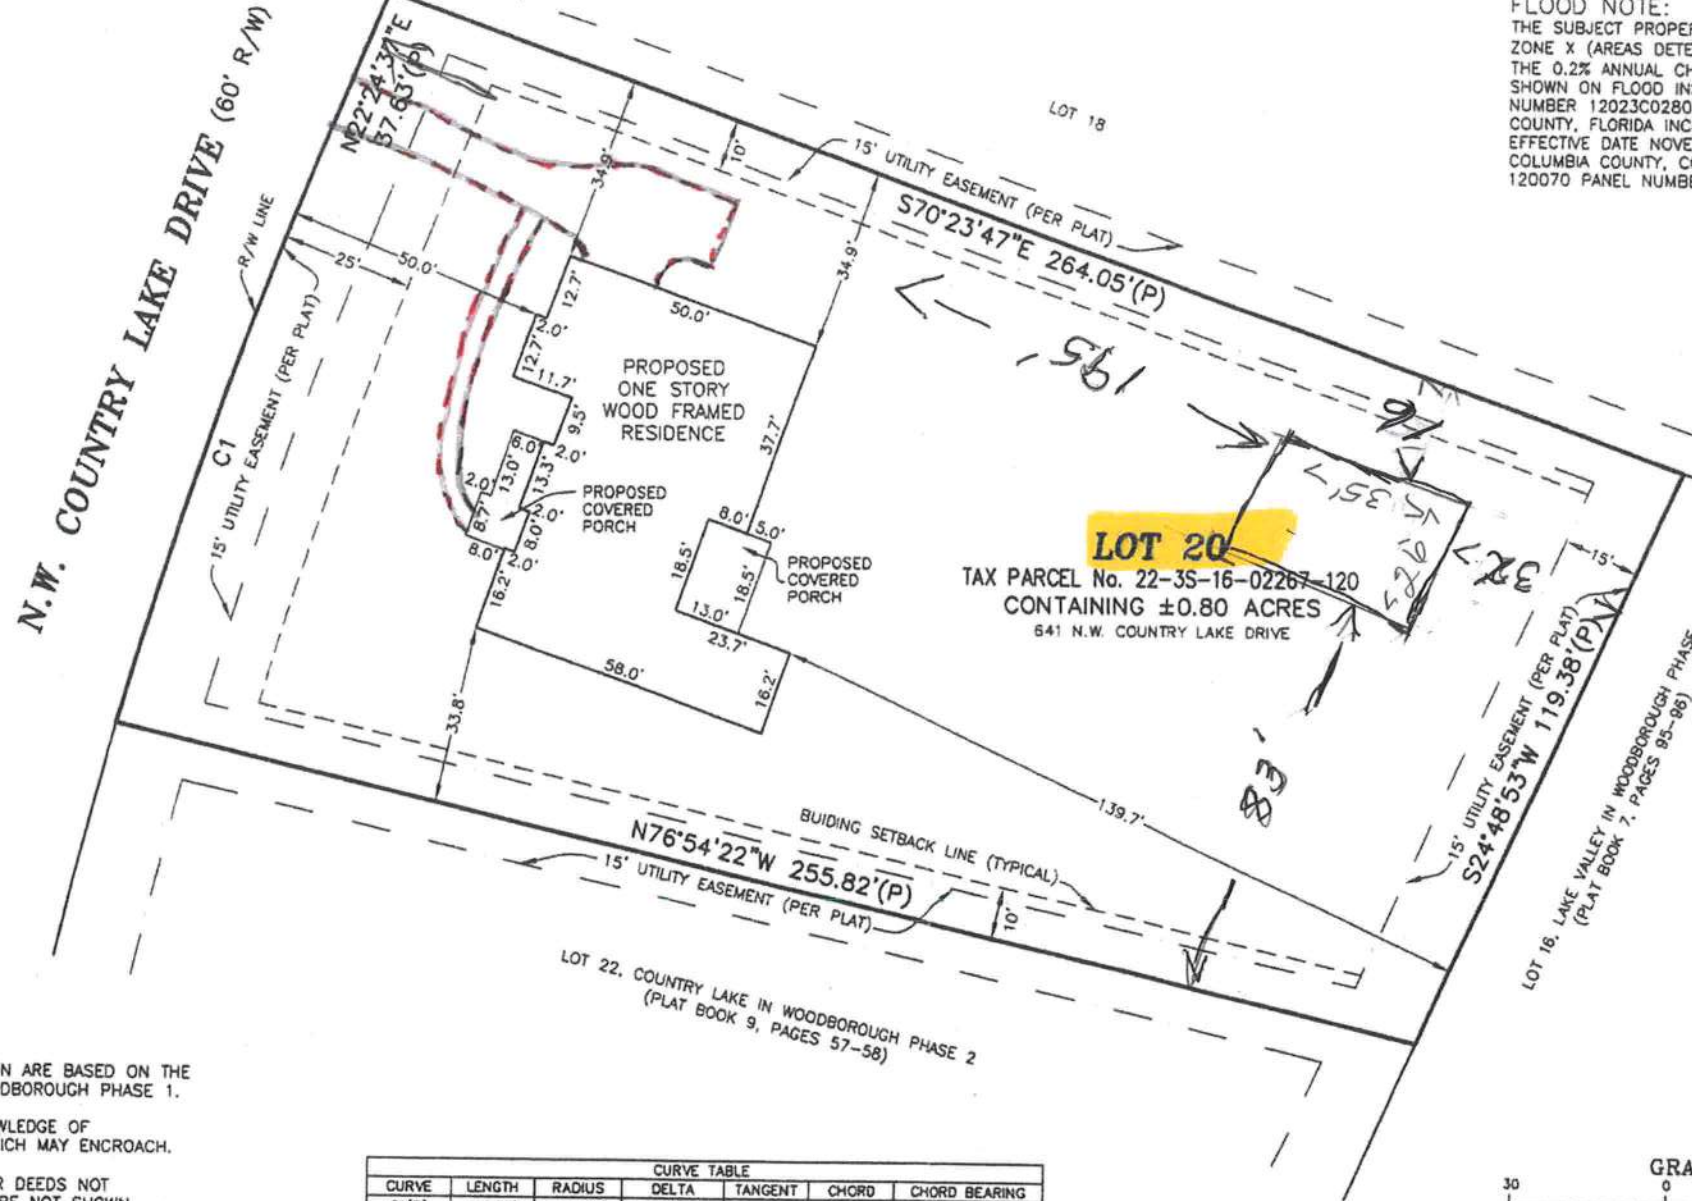 FLOOD NOTE:
THE SUBJECT PROPER
ZONE X (AREAS DETE
THE 0.2% ANNUAL CH
SHOWN ON FLOOD IN
NUMBER 12023C0280
COUNTY, FLORIDA INC
EFFECTIVE DATE NOVE
COLUMBIA COUNTY, C
120070 PANEL NUMB
N.W. COUNTRY LAKE DRIVE (60' R/W)
R/W LINE
N22°24'37"E
37.63'(P)
LOT 18
15' UTILITY EASEMENT (PER PLAT)
S70°23'47"E 264.05'(P)
10'
34.9'
34.9'
25'
50.0'
12.7'
50.0'
2.0'
12.7'
11.7'
9.5'
PROPOSED
ONE STORY
WOOD FRAMED
RESIDENCE
37.7'
6.0'
2.0'
13.0'
13.3'
2.0'
8.7'
2.0'
8.0'
8.0'
2.0'
PROPOSED
COVERED
PORCH
16.2'
8.0'
5.0'
18.5'
18.5'
13.0'
23.7'
PROPOSED
COVERED
PORCH
58.0'
16.2'
33.8'
C1
15' UTILITY EASEMENT (PER PLAT)
195'
16
35'
83'
LOT 20
TAX PARCEL No. 22-3S-16-02267-120
CONTAINING ±0.80 ACRES
641 N.W. COUNTRY LAKE DRIVE
15'
15' UTILITY EASEMENT (PER PLAT)
S24°48'53"W 119.38'(P)
LOT 16, LAKE VALLEY IN WOODBOROUGH PHASE
(PLAT BOOK 7, PAGES 95-96)
139.7'
BUIDING SETBACK LINE (TYPICAL)
N76°54'22"W 255.82'(P)
15' UTILITY EASEMENT (PER PLAT)
10'
LOT 22, COUNTRY LAKE IN WOODBOROUGH PHASE 2
(PLAT BOOK 9, PAGES 57-58)
N ARE BASED ON THE
DBOROUGH PHASE 1.
WLEDGE OF
ICH MAY ENCROACH.
R DEEDS NOT
CURVE TABLE
CURVE LENGTH RADIUS DELTA TANGENT CHORD CHORD BEARING
GRA
30 0